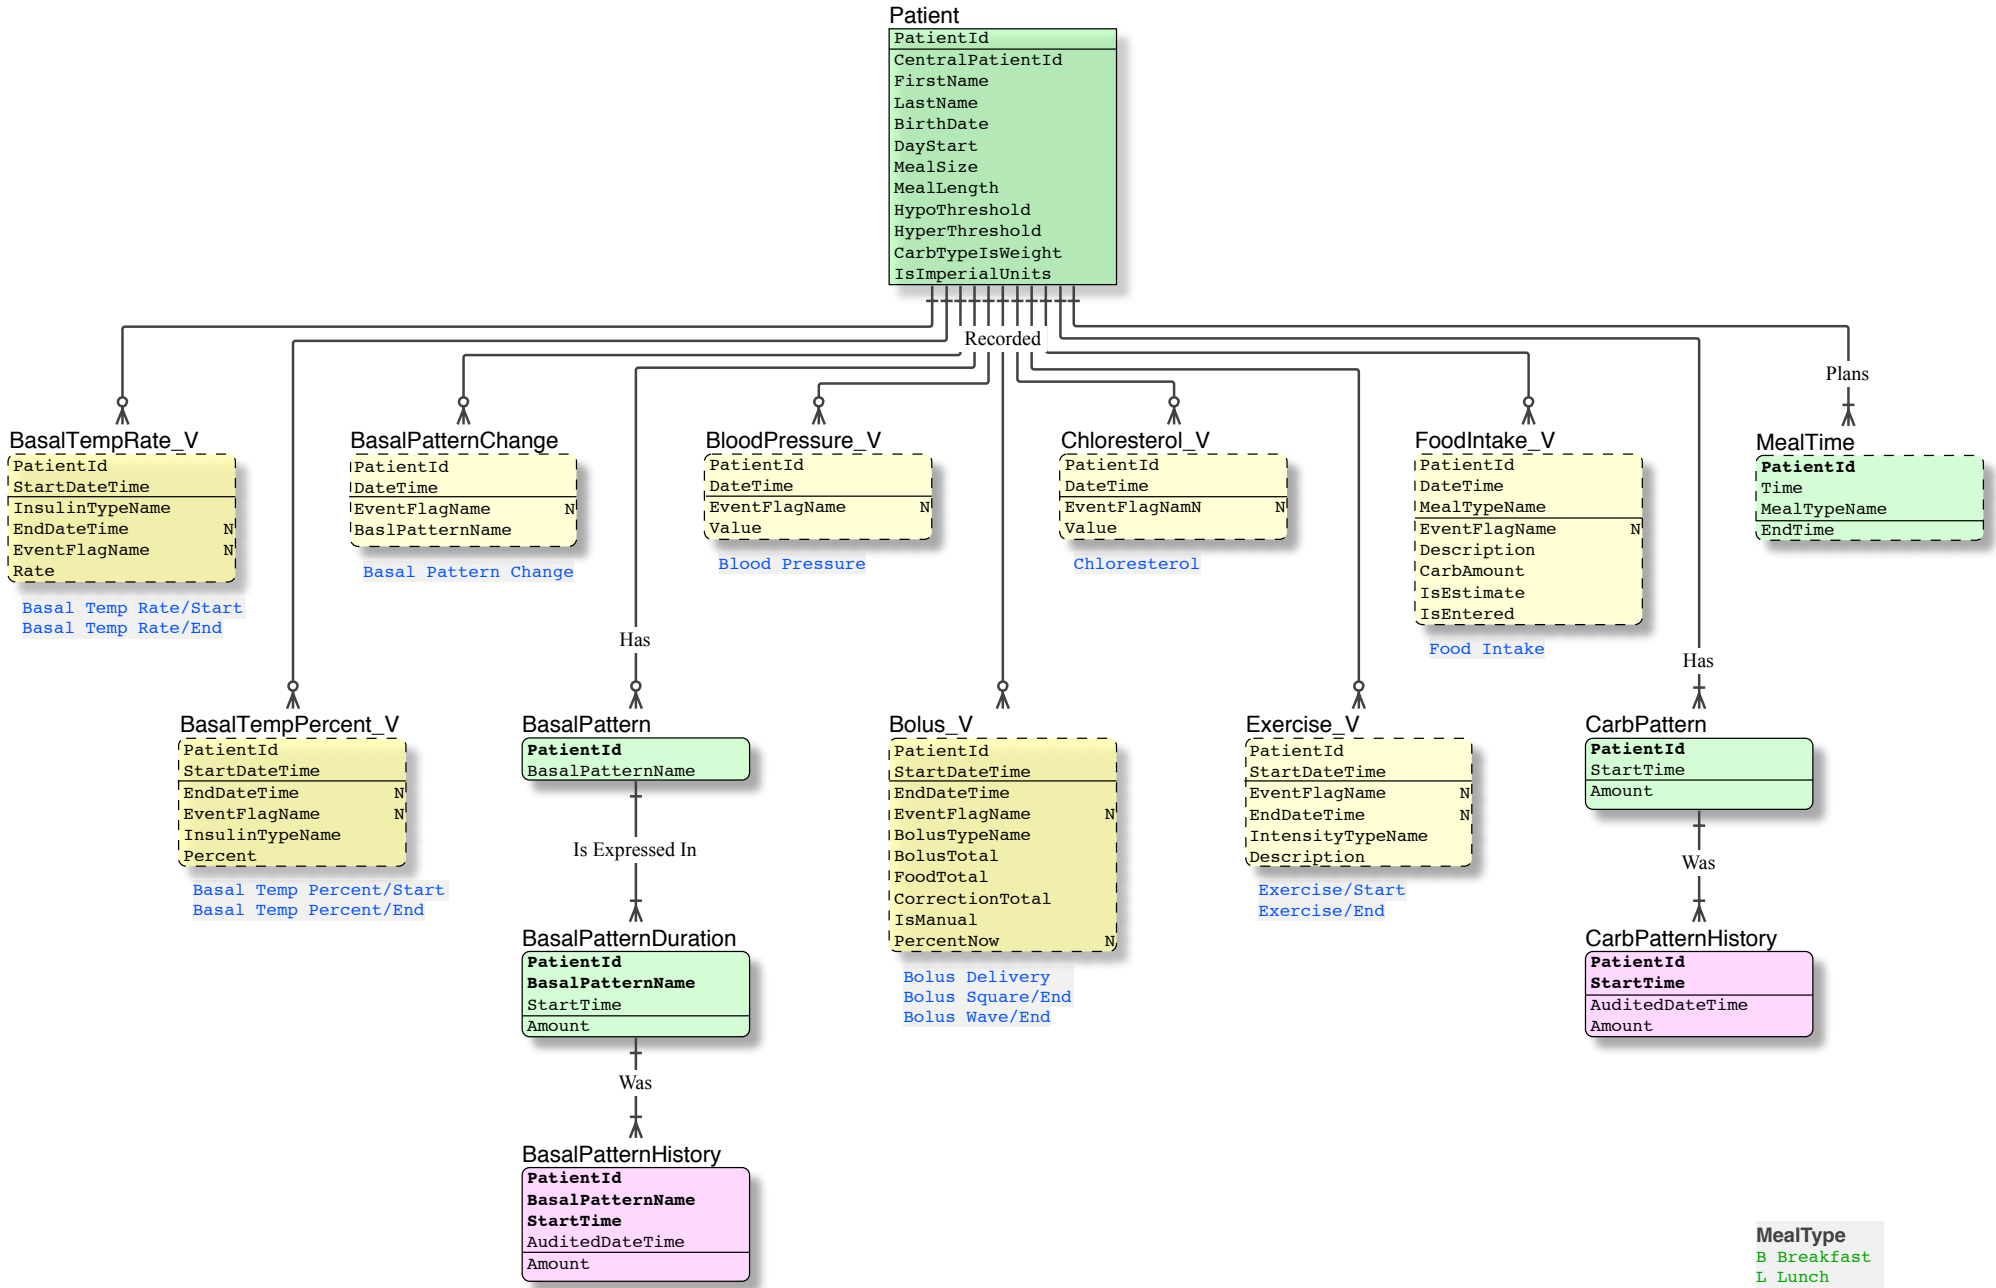 Patient
PatientId
CentralPatientId
FirstName
LastName
BirthDate
DayStart
MealSize
MealLength
HypoThreshold
HyperThreshold
CarbTypeIsWeight
IsImperialUnits
Recorded
Plans
BasalTempRate_V
PatientId
StartDateTime
InsulinTypeName
EndDateTime N
EventFlagName N
Rate
Basal Temp Rate/Start
Basal Temp Rate/End
BasalPatternChange
PatientId
DateTime
EventFlagName N
BaslPatternName
Basal Pattern Change
BloodPressure_V
PatientId
DateTime
EventFlagName N
Value
Blood Pressure
Chloresterol_V
PatientId
DateTime
EventFlagNamN N
Value
Chloresterol
FoodIntake_V
PatientId
DateTime
MealTypeName
EventFlagName N
Description
CarbAmount
IsEstimate
IsEntered
Food Intake
MealTime
PatientId
Time
MealTypeName
EndTime
Has
Has
BasalTempPercent_V
PatientId
StartDateTime
EndDateTime N
EventFlagName N
InsulinTypeName
Percent
Basal Temp Percent/Start
Basal Temp Percent/End
BasalPattern
PatientId
BasalPatternName
Is Expressed In
BasalPatternDuration
PatientId
BasalPatternName
StartTime
Amount
Was
BasalPatternHistory
PatientId
BasalPatternName
StartTime
AuditedDateTime
Amount
Bolus_V
PatientId
StartDateTime
EndDateTime
EventFlagName N
BolusTypeName
BolusTotal
FoodTotal
CorrectionTotal
IsManual
PercentNow N
Bolus Delivery
Bolus Square/End
Bolus Wave/End
Exercise_V
PatientId
StartDateTime
EventFlagName N
EndDateTime N
IntensityTypeName
Description
Exercise/Start
Exercise/End
CarbPattern
PatientId
StartTime
Amount
Was
CarbPatternHistory
PatientId
StartTime
AuditedDateTime
Amount
MealType
B Breakfast
L Lunch